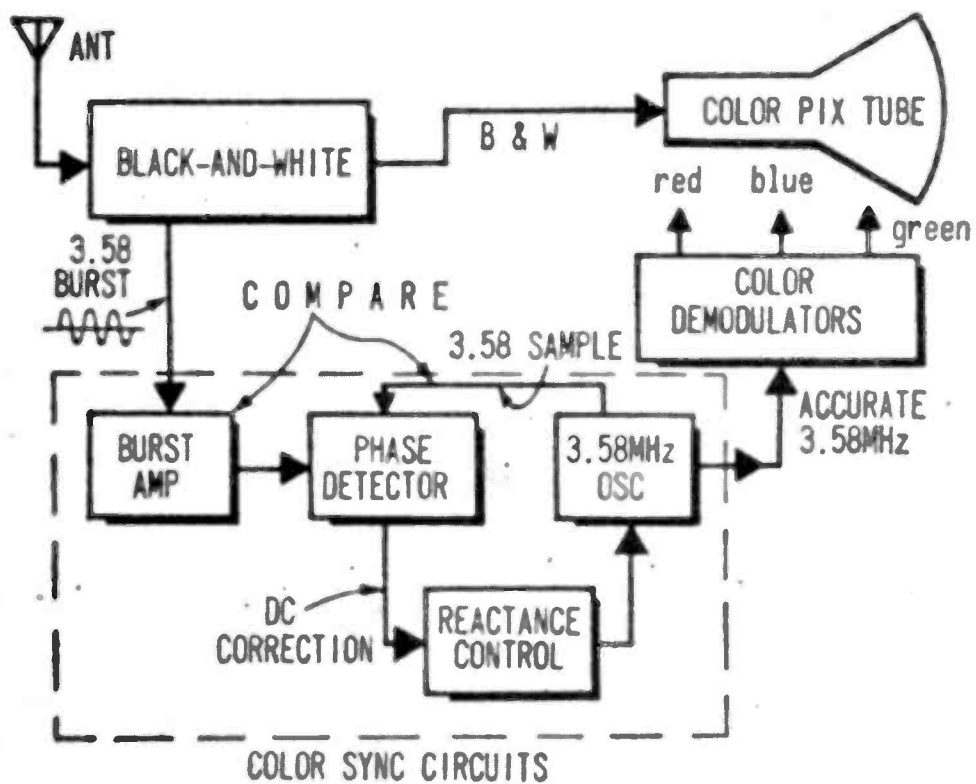 ANT
BLACK-AND-WHITE
B & W
COLOR PIX TUBE
red blue green
3.58
BURST
COMPARE
3.58 SAMPLE
COLOR
DEMODULATORS
ACCURATE
3.58MHz
BURST
AMP
PHASE
DETECTOR
3.58MHz
OSC
DC
CORRECTION
REACTANCE
CONTROL
COLOR SYNC CIRCUITS